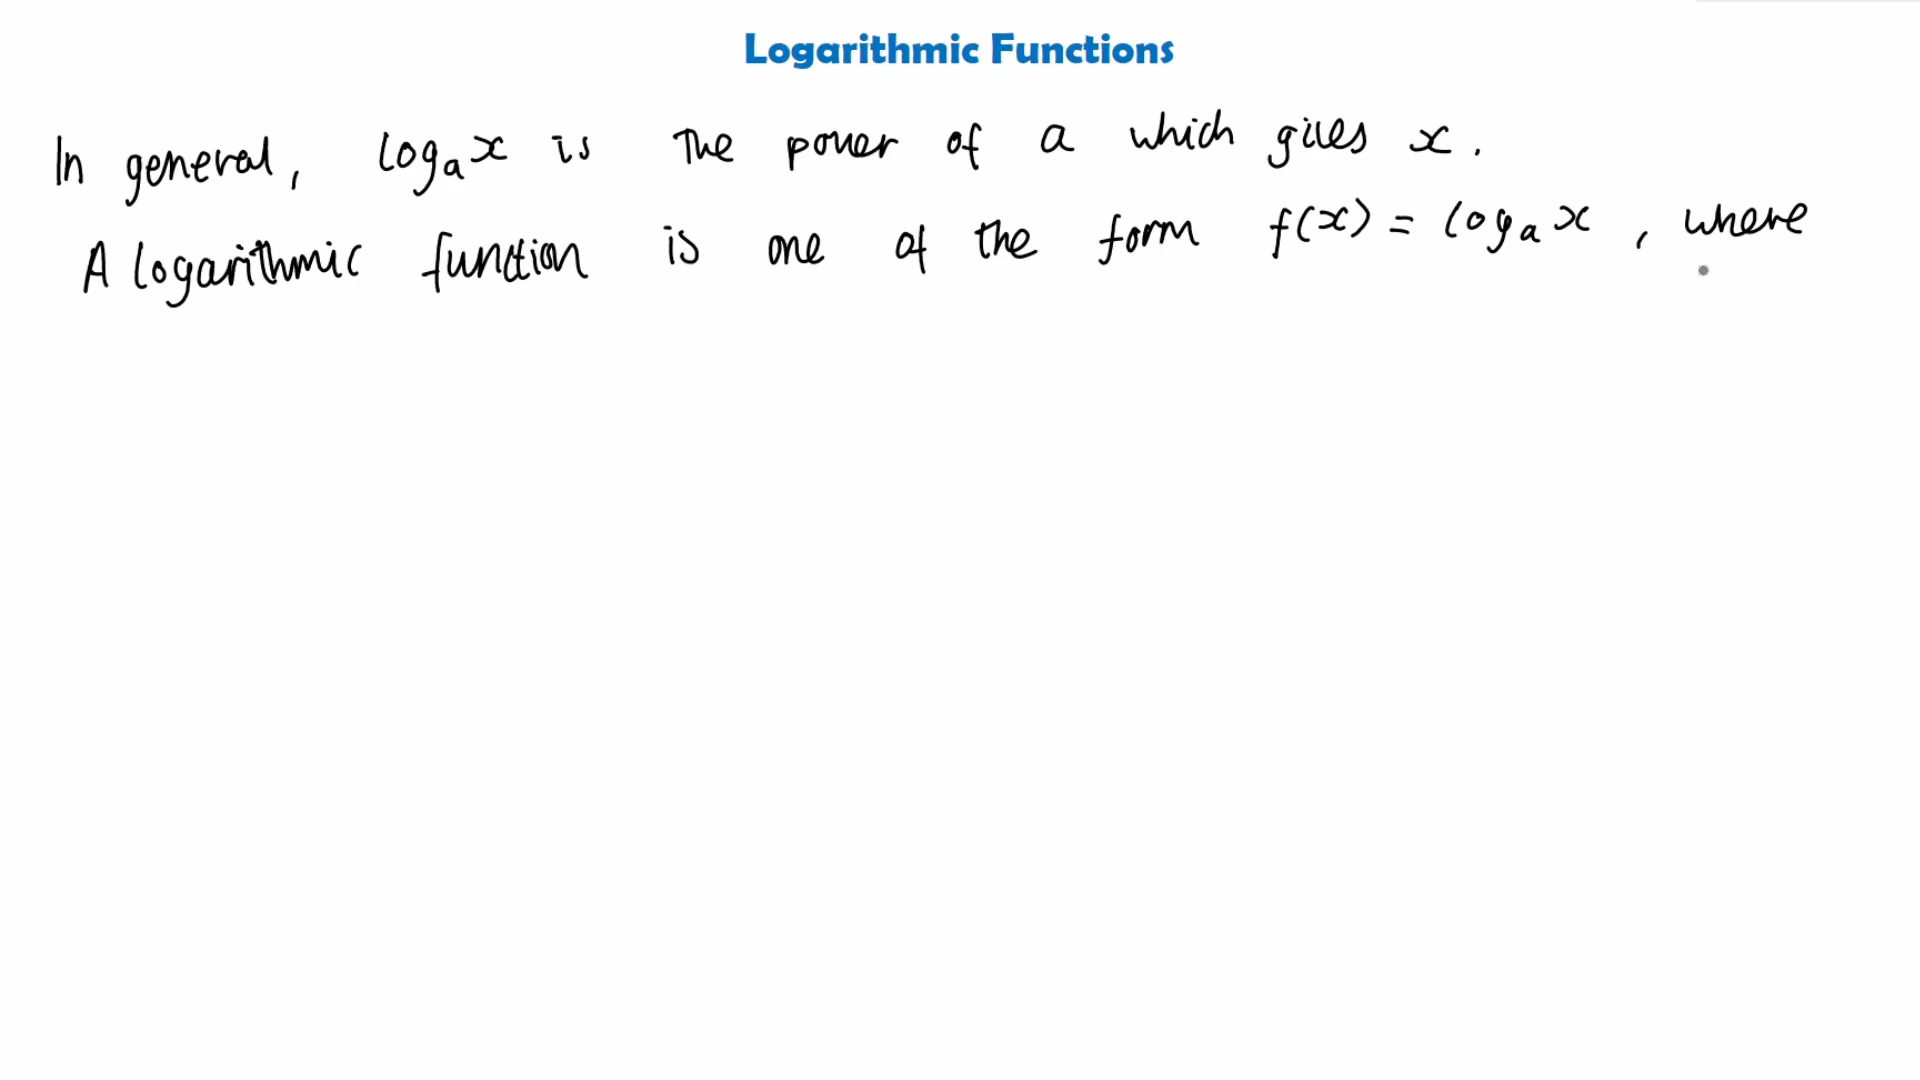 Logarithmic Functions
In general, logₐx is the power of a which gives x.
A logarithmic function is one of the form f(x) = logₐx , where